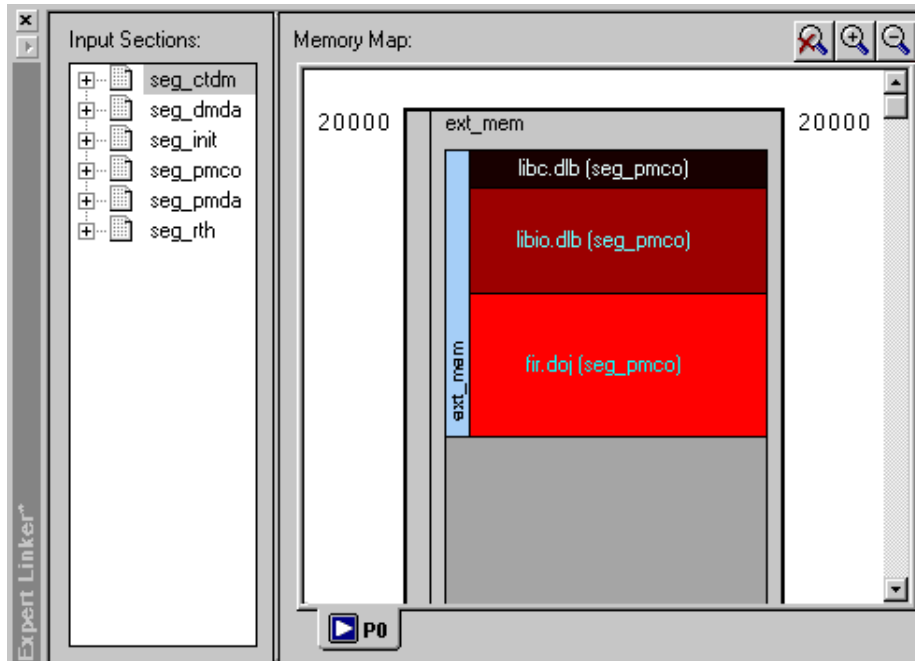 Input Sections:
seg_ctdm
seg_dmda
seg_init
seg_pmco
seg_pmda
seg_rth
Expert Linker*
Memory Map:
20000
ext_mem
20000
libc.dlb (seg_pmco)
libio.dlb (seg_pmco)
fir.doj (seg_pmco)
ext_mem
P0